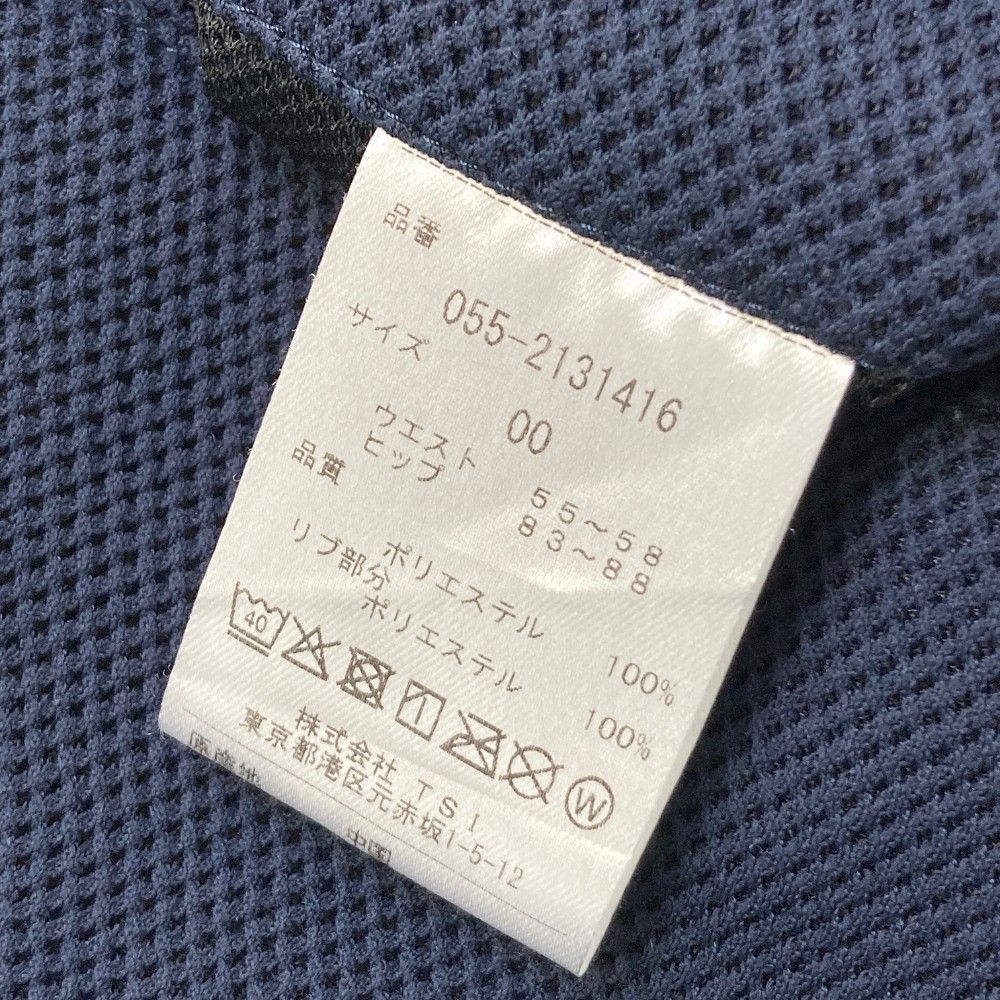 品番
055-2131416
サイズ
00
ウエスト 55～58
ヒップ 83～88
品質
ポリエステル 100%
リブ部分
ポリエステル 100%
40
W
株式会社 TSI
東京都港区元赤坂1-5-12
原産地 中国